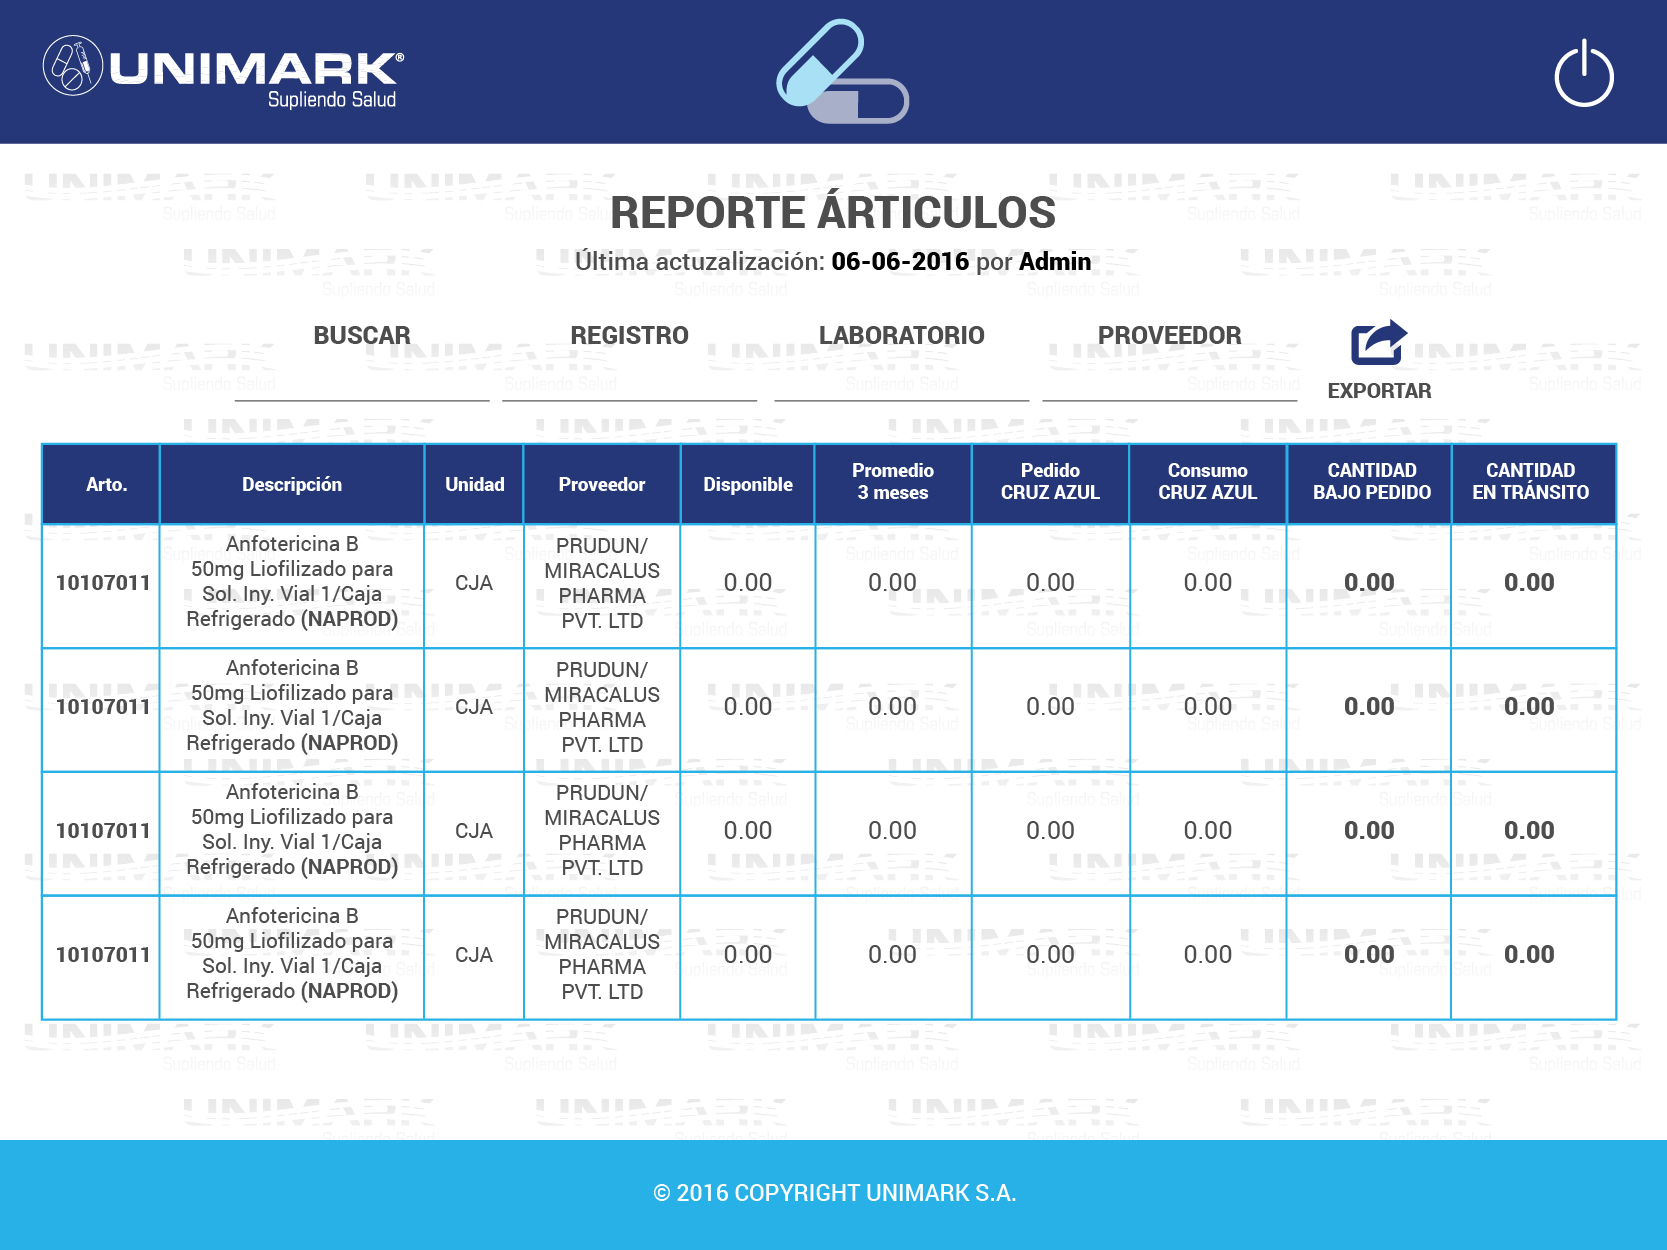 UNIMARK®
Supliendo Salud
REPORTE ÁRTICULOS
Última actuzalización: 06-06-2016 por Admin
BUSCAR REGISTRO LABORATORIO PROVEEDOR
EXPORTAR
Arto. Descripción Unidad Proveedor Disponible Promedio 3 meses Pedido CRUZ AZUL Consumo CRUZ AZUL CANTIDAD BAJO PEDIDO CANTIDAD EN TRÁNSITO
10107011
Anfotericina B
50mg Liofilizado para
Sol. Iny. Vial 1/Caja
Refrigerado (NAPROD)
CJA
PRUDUN/
MIRACALUS
PHARMA
PVT. LTD
0.00 0.00 0.00 0.00 0.00 0.00
10107011
Anfotericina B
50mg Liofilizado para
Sol. Iny. Vial 1/Caja
Refrigerado (NAPROD)
CJA
PRUDUN/
MIRACALUS
PHARMA
PVT. LTD
0.00 0.00 0.00 0.00 0.00 0.00
10107011
Anfotericina B
50mg Liofilizado para
Sol. Iny. Vial 1/Caja
Refrigerado (NAPROD)
CJA
PRUDUN/
MIRACALUS
PHARMA
PVT. LTD
0.00 0.00 0.00 0.00 0.00 0.00
10107011
Anfotericina B
50mg Liofilizado para
Sol. Iny. Vial 1/Caja
Refrigerado (NAPROD)
CJA
PRUDUN/
MIRACALUS
PHARMA
PVT. LTD
0.00 0.00 0.00 0.00 0.00 0.00
© 2016 COPYRIGHT UNIMARK S.A.